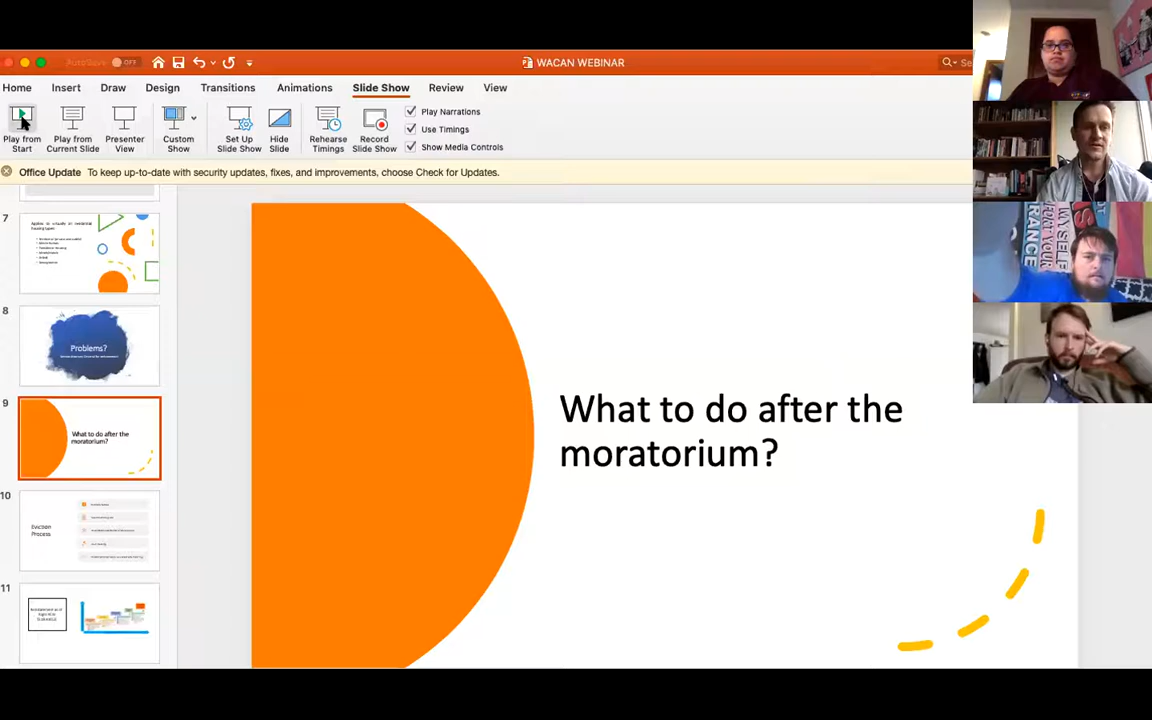 AutoSave OFF
WACAN WEBINAR
Se
Home Insert Draw Design Transitions Animations Slide Show Review View
Play from Start
Play from Current Slide
Presenter View
Custom Show
Set Up Slide Show
Hide Slide
Rehearse Timings
Record Slide Show
Play Narrations
Use Timings
Show Media Controls
Office Update To keep up-to-date with security updates, fixes, and improvements, choose Check for Updates.
7
8
Problems?
9
What to do after the
moratorium?
10
Eviction
Process
11
What to do after the
moratorium?
RANCE
MYSELF